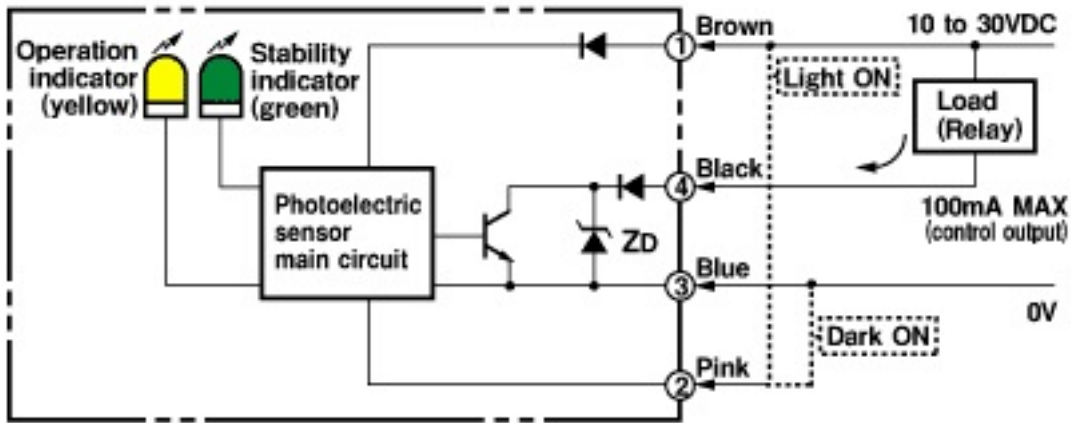 Operation
indicator
(yellow)
Stability
indicator
(green)
1
Brown
10 to 30VDC
Light ON
Load
(Relay)
Photoelectric
sensor
main circuit
4
Black
100mA MAX
(control output)
ZD
3
Blue
0V
Dark ON
2
Pink